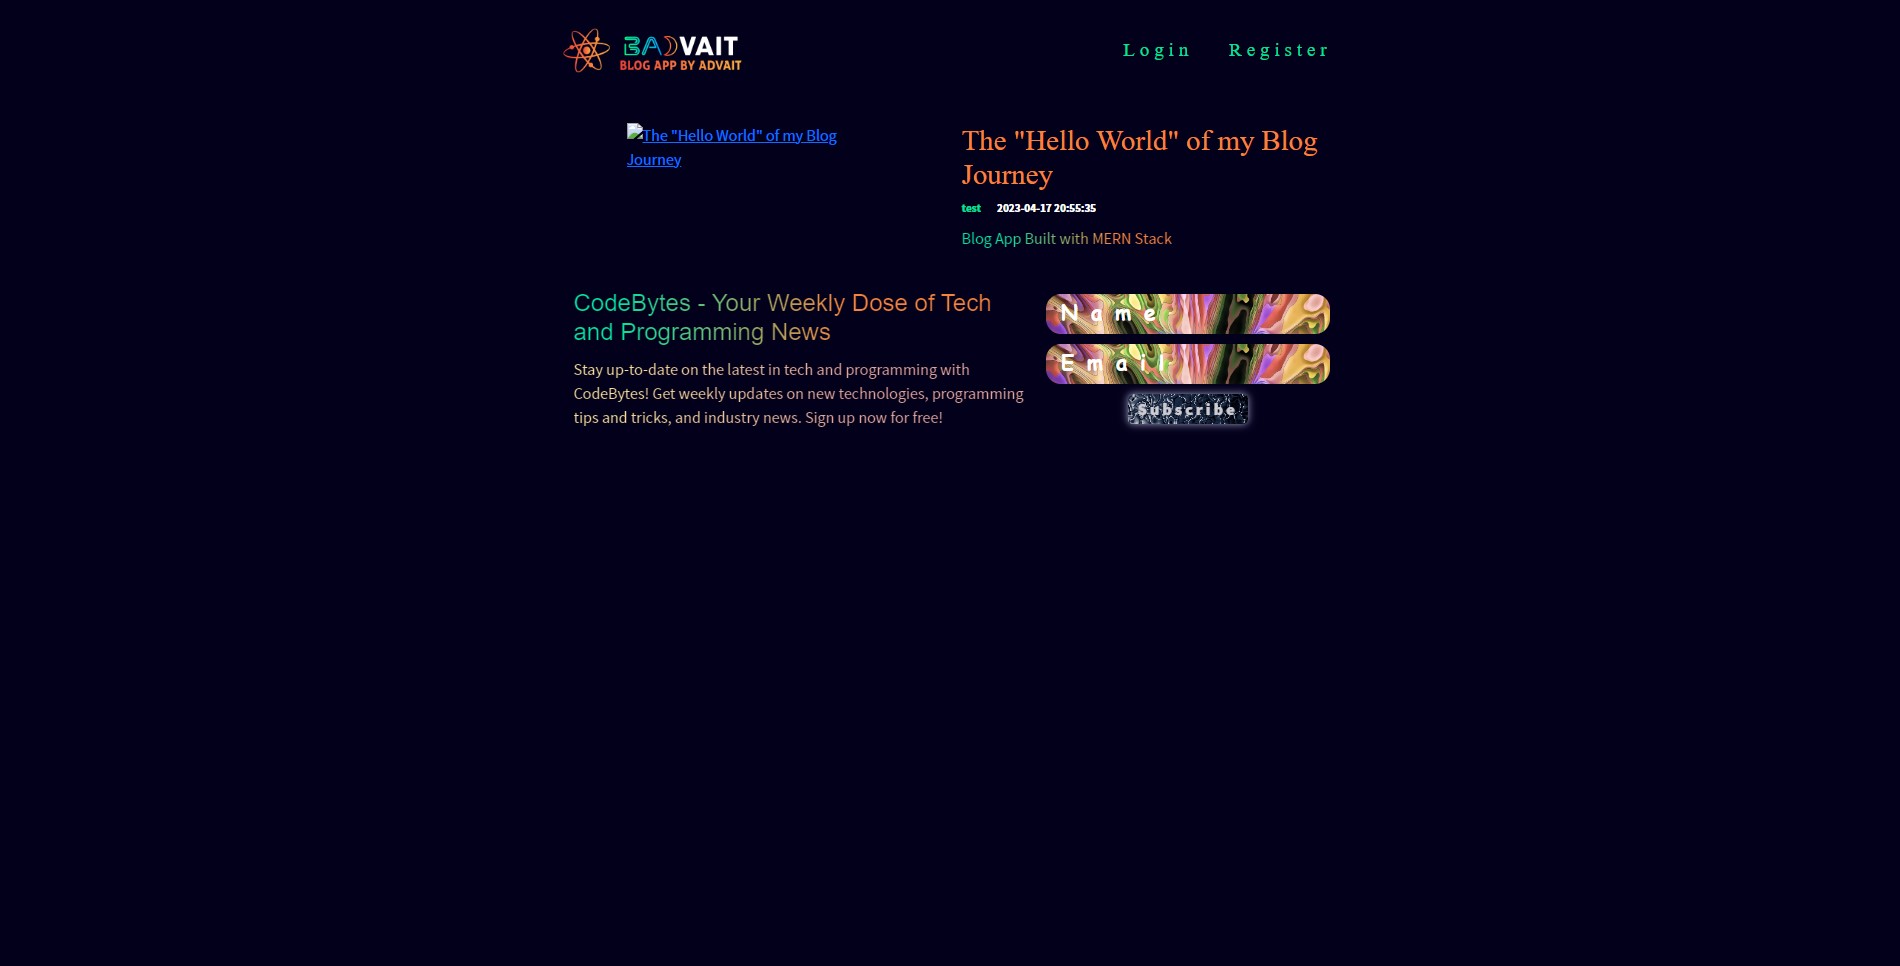 BADVAIT
BLOG APP BY ADVAIT
Login Register
The "Hello World" of my Blog
Journey
The "Hello World" of my Blog
Journey
test 2023-04-17 20:55:35
Blog App Built with MERN Stack
CodeBytes - Your Weekly Dose of Tech
and Programming News
Stay up-to-date on the latest in tech and programming with
CodeBytes! Get weekly updates on new technologies, programming
tips and tricks, and industry news. Sign up now for free!
Name
Email
Subscribe